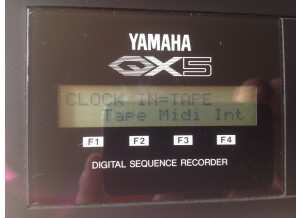 YAMAHA
QX5
CLOCK IN=TAPE
Tape Midi Int
F1 F2 F3 F4
DIGITAL SEQUENCE RECORDER